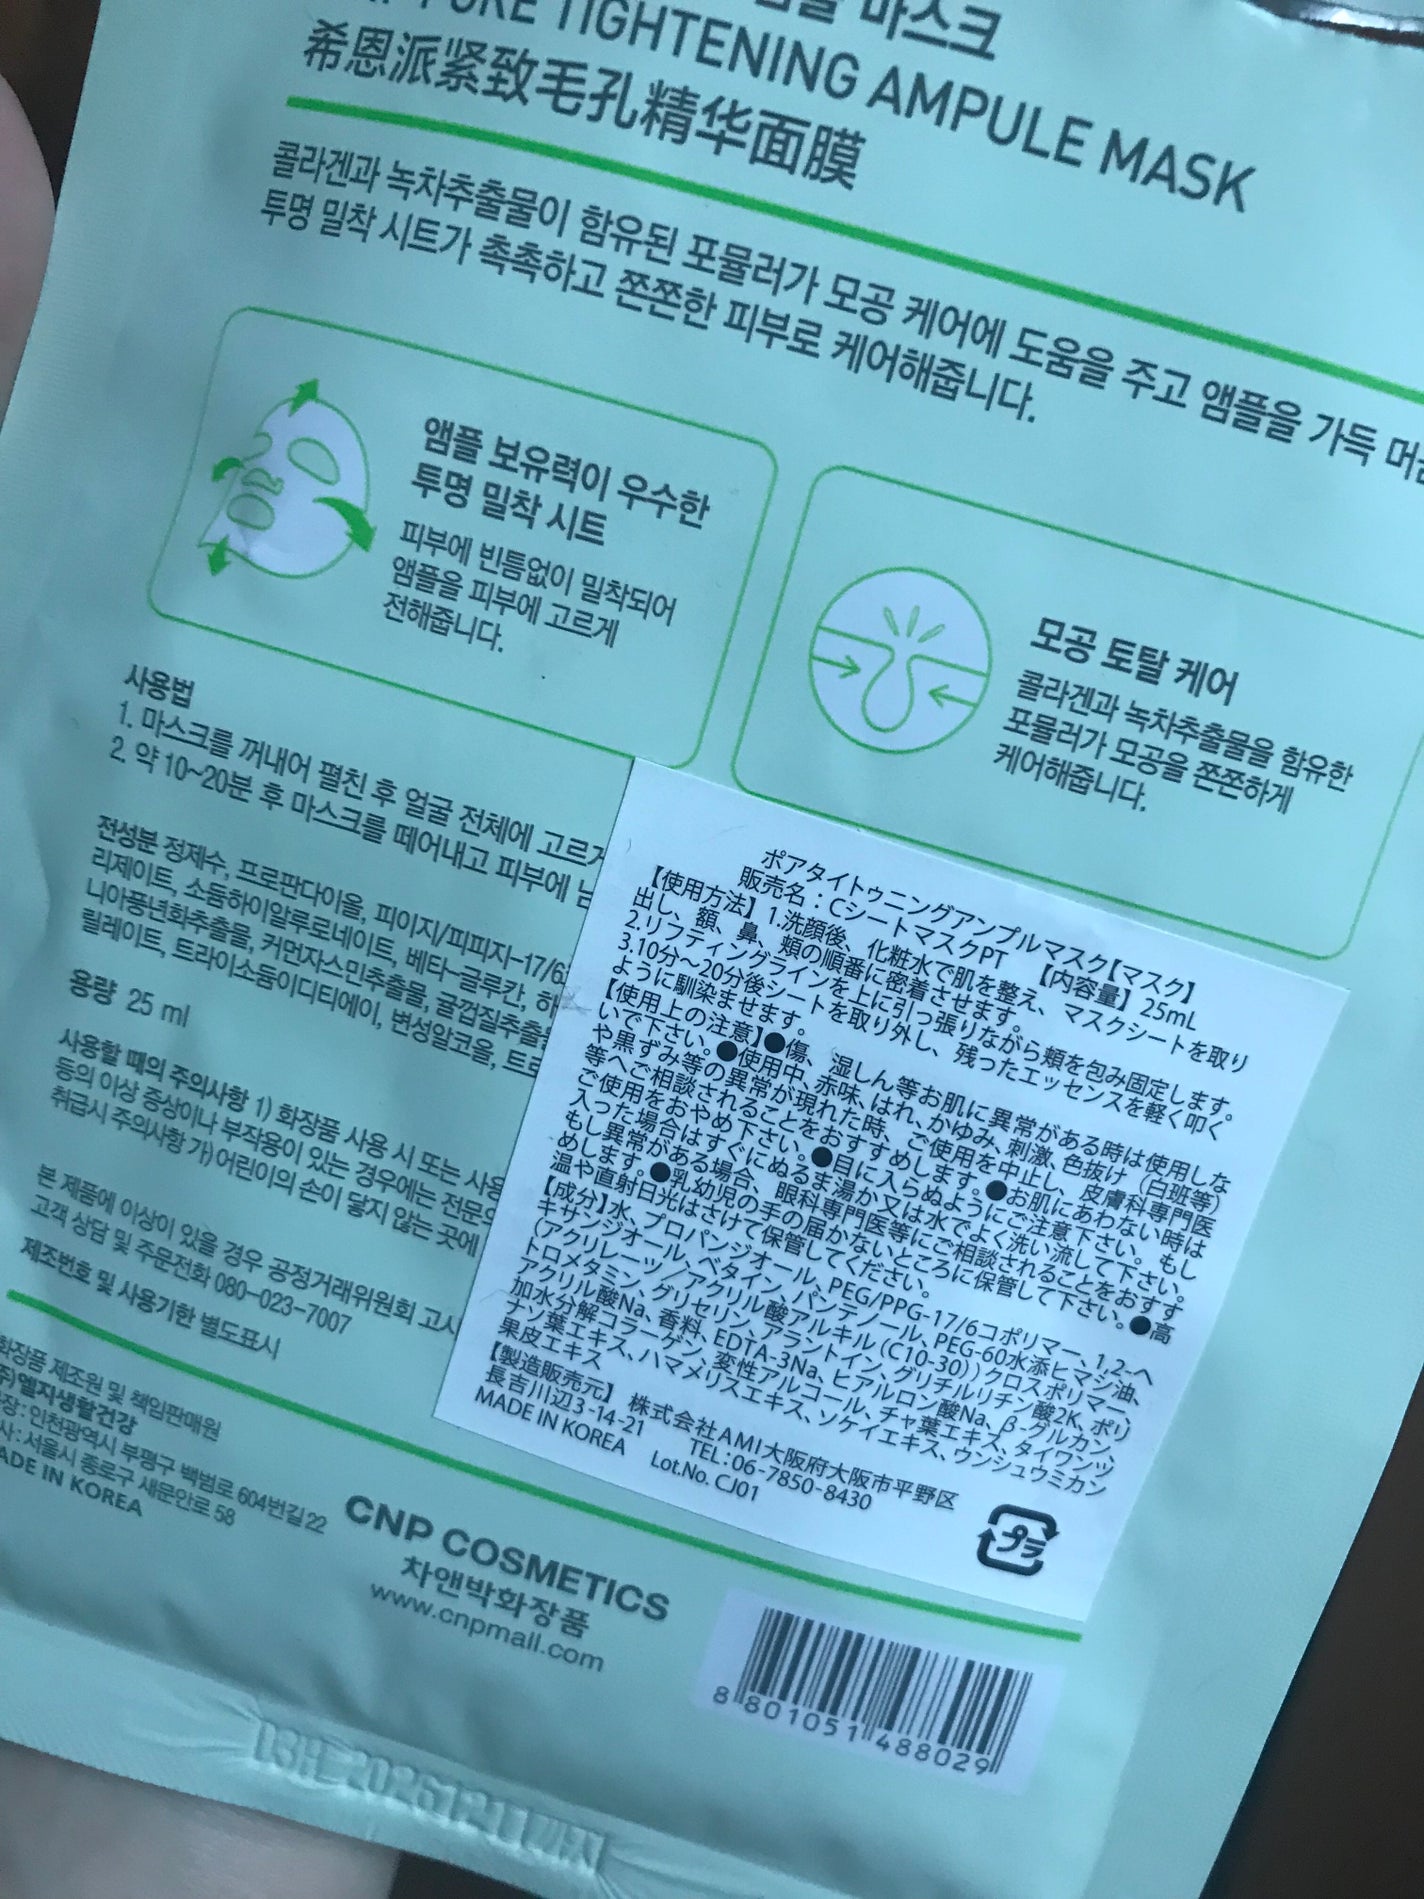 마스크
TIGHTENING AMPULE MASK
希恩派紧致毛孔精华面膜
콜라겐과 녹차추출물이 함유된 포뮬러가 모공 케어에 도움을 주고 앰플을 가득
투명 밀착 시트가 촉촉하고 쫀쫀한 피부로 케어해줍니다.
앰플 보유력이 우수한
투명 밀착 시트
피부에 빈틈없이 밀착되어
앰플을 피부에 고르게
전해줍니다.
모공 토탈 케어
콜라겐과 녹차추출물을 함유한
포뮬러가 모공을 쫀쫀하게
케어해줍니다.
사용법
1. 마스크를 꺼내어 펼친 후 얼굴 전체에
2. 약 10~20분 후 마스크를 떼어내고 피부에
전성분 정제수, 프로판다이올, 피이지/피피지-17/6
리제이트, 소듐하이알루로네이트, 베타-글루칸,
니아풍년화추출물, 커먼자스민추출물,
릴레이트, 트라이소듐이디티에이, 변성알코올,
용량 25 ml
사용할 때의 주의사항 1) 화장품 사용 시 또는
등의 이상 증상이나 부작용이 있는 경우에는
취급시 주의사항 가) 어린이의 손이 닿지 않는 곳에
본 제품에 이상이 있을 경우 공정거래위원회
고객 상담 및 주문전화 080-023-7007
제조번호 및 사용기한 별도표시
화장품 제조원 및 책임판매원
엘지생활건강
인천광역시 부평구 백범로 604번길 22
서울시 종로구 새문안로 58
MADE IN KOREA
ポアタイトゥニングアンプルマスク【マスク】
販売名：CシートマスクPT 【内容量】25mL
【使用方法】1.洗顔後、化粧水で肌を整え、マスクシートを取り
出し、額、鼻、頬の順番に密着させます。
2.リフティングラインを上に引っ張りながら頬を包み固定します。
3.10分～20分後シートを取り外し、残ったエッセンスを軽く叩く
ように馴染ませます。
【使用上の注意】●傷、湿しん等お肌に異常がある時は使用しな
いで下さい。●使用中、赤味、はれ、かゆみ、刺激、色抜け（白班等）
や黒ずみ等の異常が現れた時、ご使用を中止し、皮膚科専門医
等へご相談されることをおすすめします。●お肌にあわない時は
ご使用をおやめ下さい。●目に入らぬようにご注意下さい。もし
入った場合はすぐにぬるま湯か又は水でよく洗い流して下さい。
もし異常がある場合、眼科専門医等にご相談されることをおすす
めします。●乳幼児の手の届かないところに保管して下さい。●高
温や直射日光はさけて保管してください。
【成分】水、プロパンジオール、PEG/PPG-17/6コポリマー、1,2-ヘ
キサンジオール、ベタイン、パンテノール、PEG-60水添ヒマシ油、
（アクリレーツ／アクリル酸アルキル（C10-30））クロスポリマー、
トロメタミン、グリセリン、アラントイン、グリチルリチン酸2K、ポリ
アクリル酸Na、香料、EDTA-3Na、ヒアルロン酸Na、β-グルカン、
加水分解コラーゲン、変性アルコール、チャ葉エキス、タイワンツ
ナソ葉エキス、ハマメリスエキス、ソケイエキス、ウンシュウミカン
果皮エキス
【製造販売元】 株式会社AMI大阪府大阪市平野区
長吉川辺3-14-21 TEL:06-7850-8430
MADE IN KOREA Lot.No. CJ01
プラ
CNP COSMETICS
차앤박화장품
www.cnpmall.com
8 801051 488029